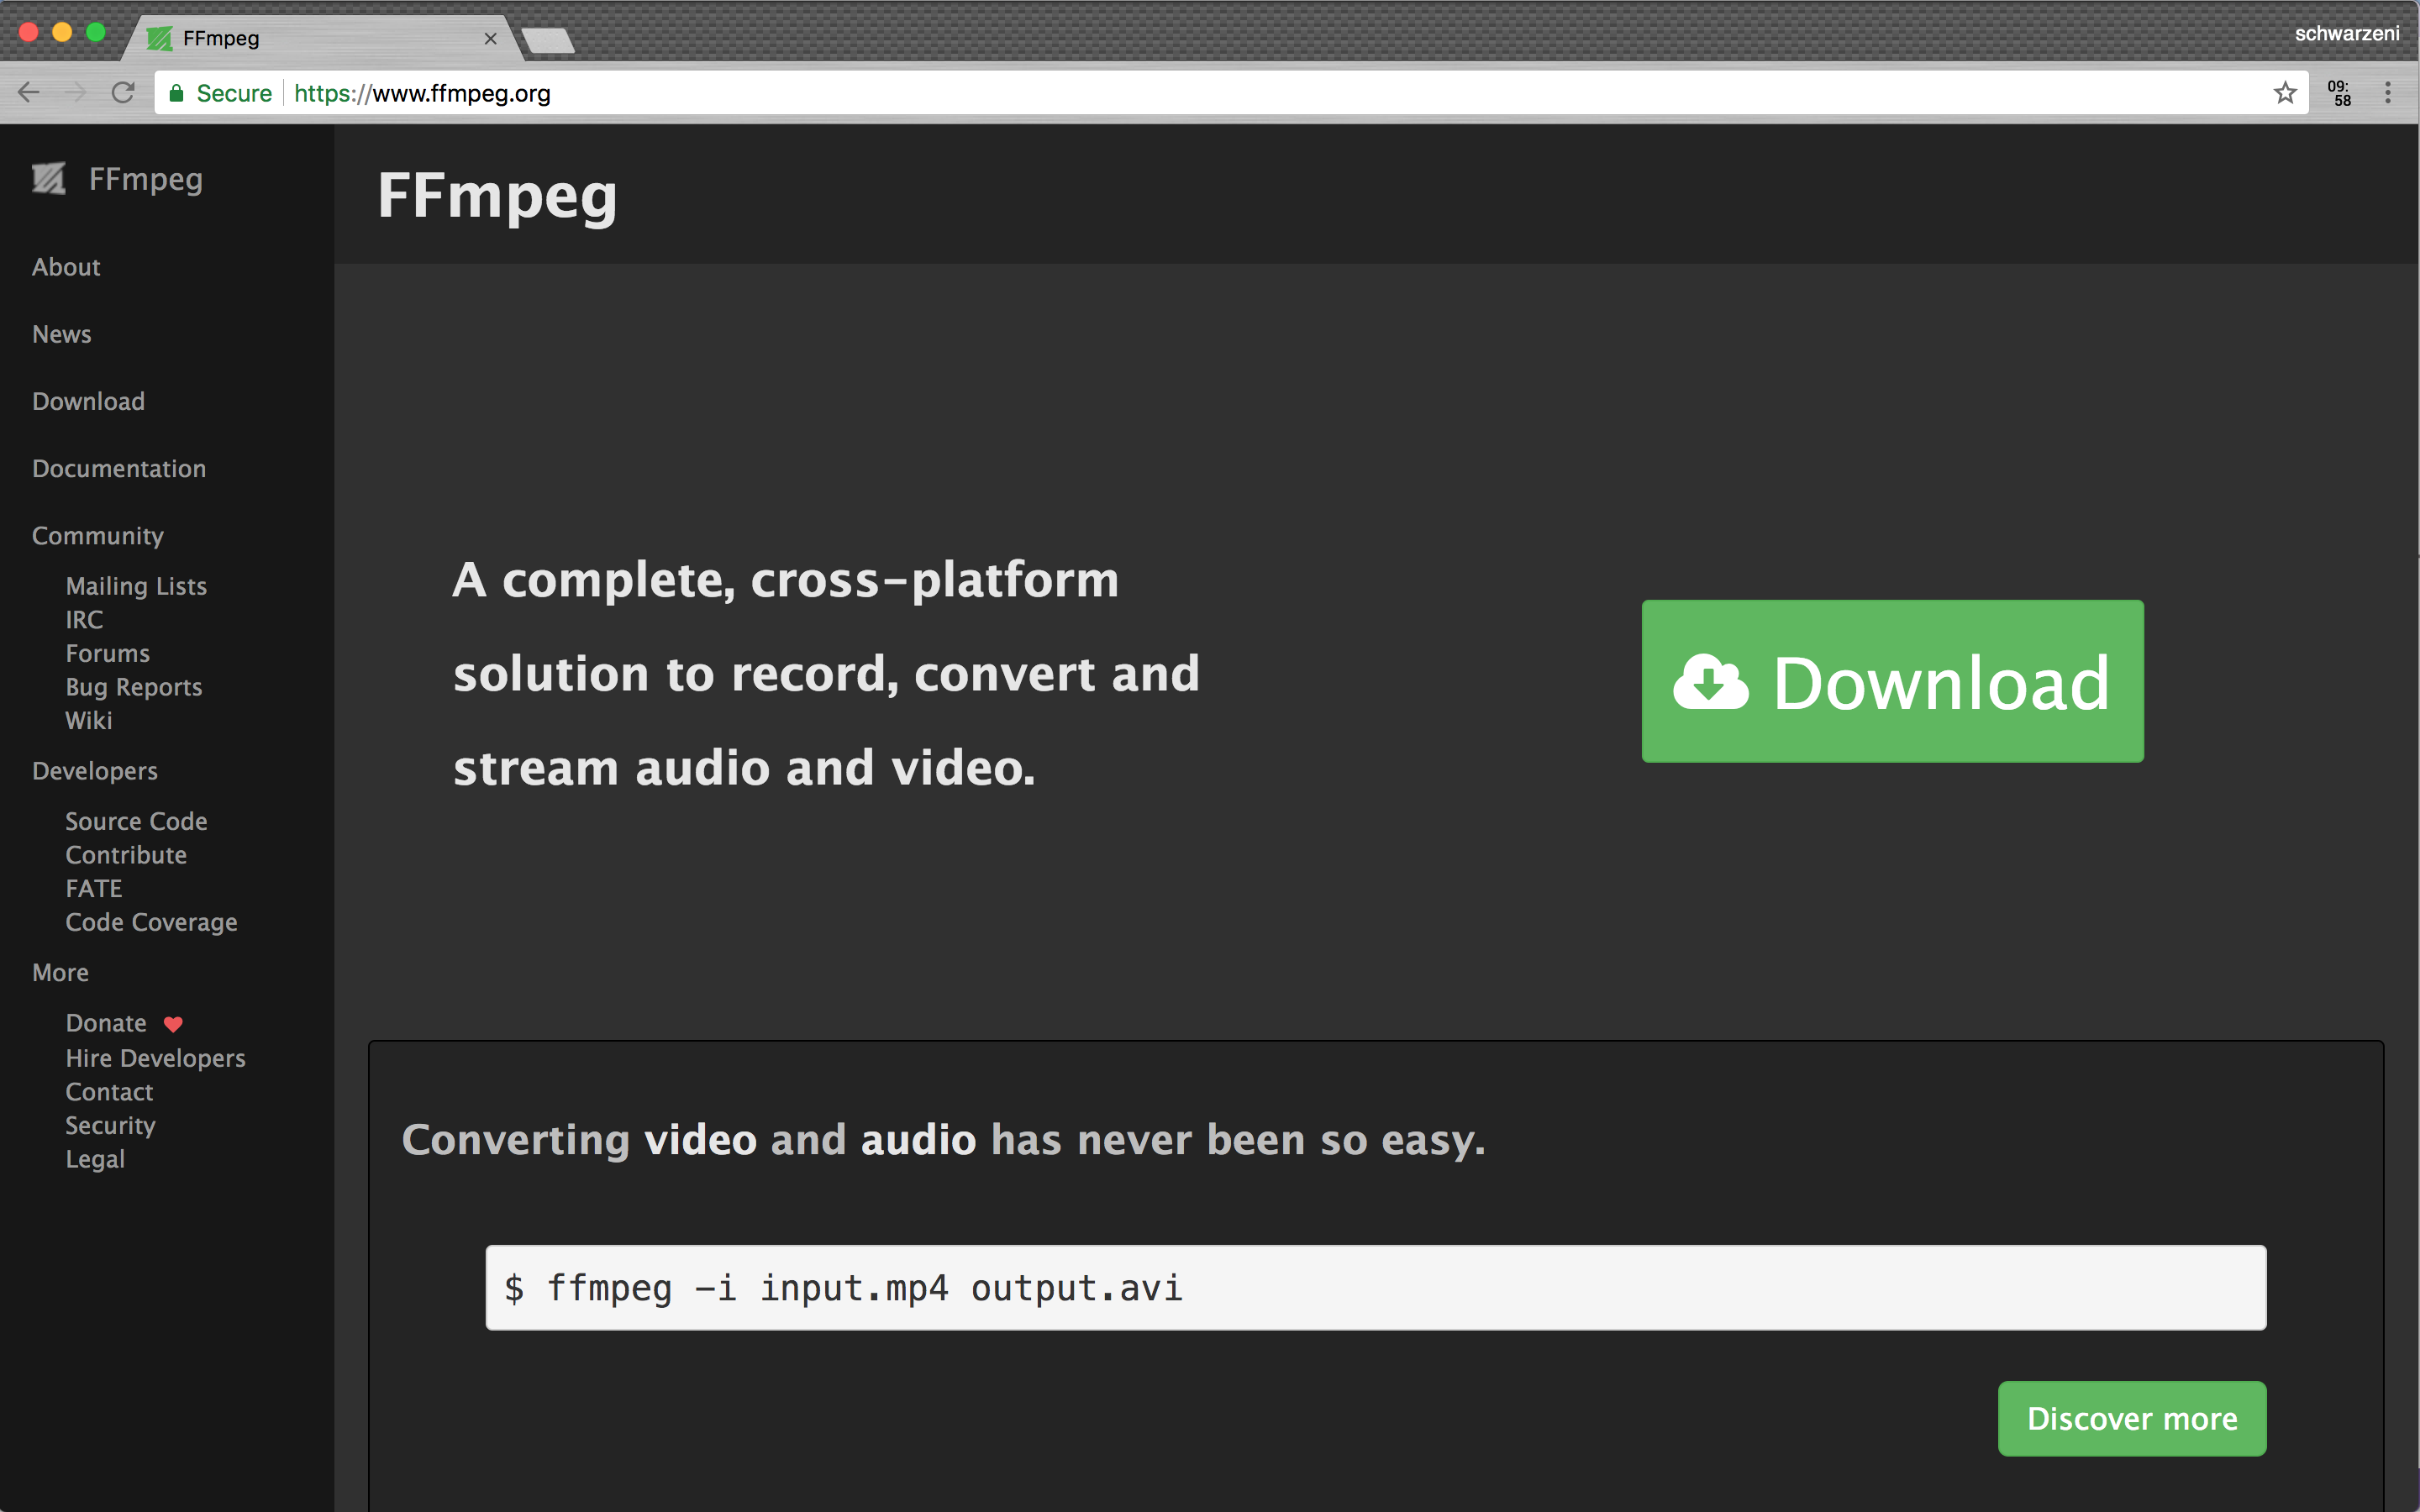 FFmpeg
schwarzeni
Secure https://www.ffmpeg.org
09:
58
FFmpeg
About
News
Download
Documentation
Community
Mailing Lists
IRC
Forums
Bug Reports
Wiki
Developers
Source Code
Contribute
FATE
Code Coverage
More
Donate
Hire Developers
Contact
Security
Legal
FFmpeg
A complete, cross-platform
solution to record, convert and
stream audio and video.
Download
Converting video and audio has never been so easy.
$ ffmpeg -i input.mp4 output.avi
Discover more